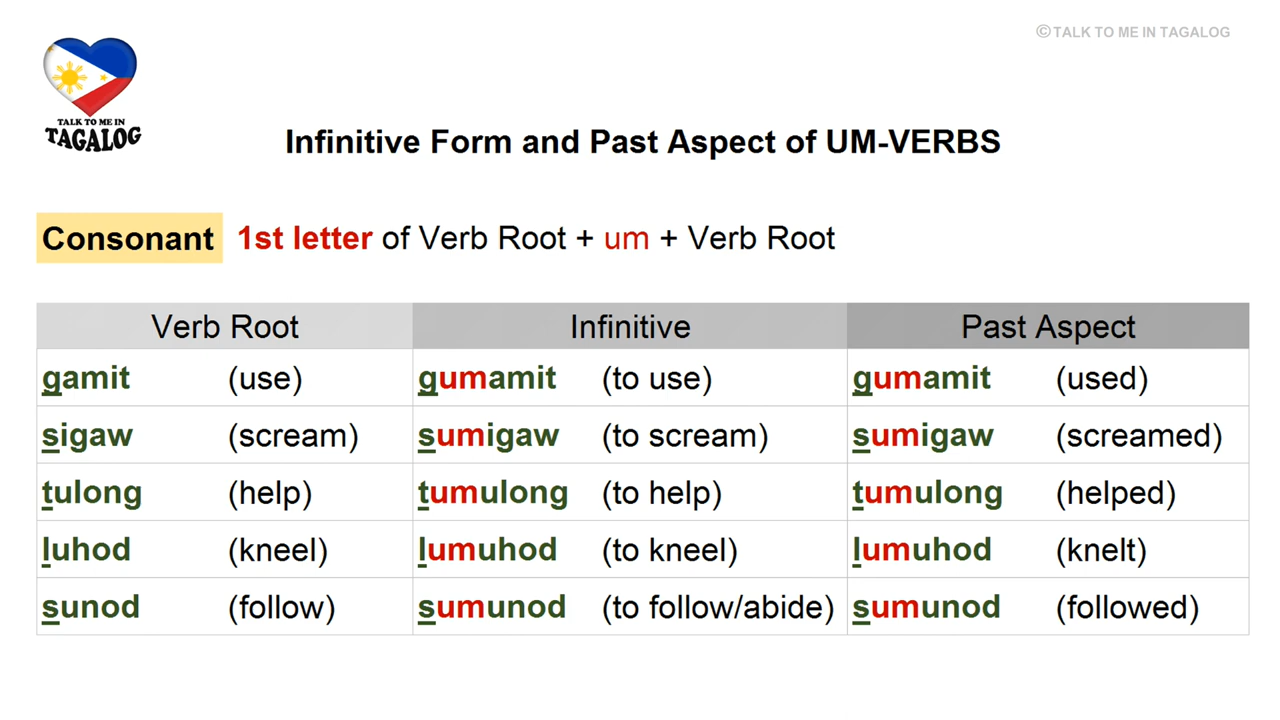 © TALK TO ME IN TAGALOG
TALK TO ME IN
TAGALOG
Infinitive Form and Past Aspect of UM-VERBS
Consonant 1st letter of Verb Root + um + Verb Root
Verb Root Infinitive Past Aspect
gamit (use) gumamit (to use) gumamit (used)
sigaw (scream) sumigaw (to scream) sumigaw (screamed)
tulong (help) tumulong (to help) tumulong (helped)
luhod (kneel) lumuhod (to kneel) lumuhod (knelt)
sunod (follow) sumunod (to follow/abide) sumunod (followed)